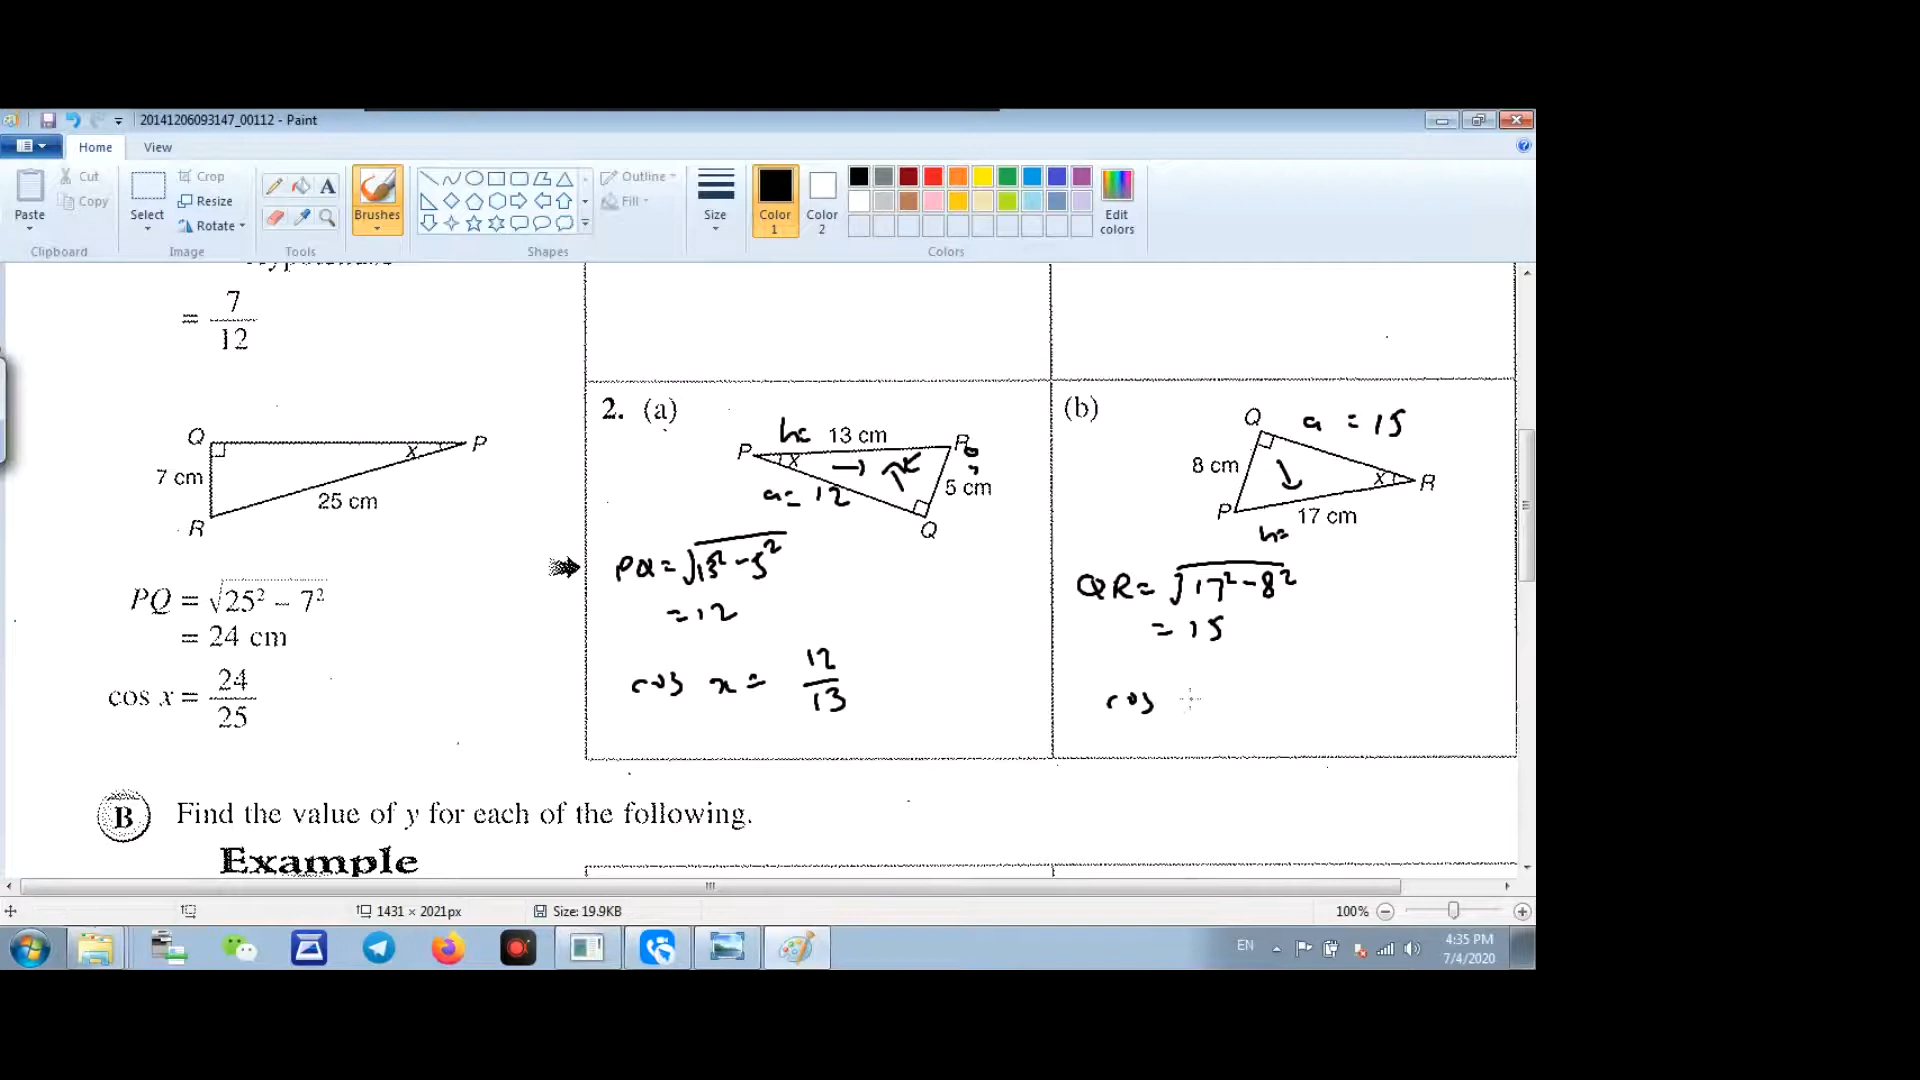 20141206093147_00112 - Paint
Home View
Cut
Copy
Paste
Clipboard
Crop
Resize
Rotate
Select
Image
A
Tools
Brushes
Shapes
Outline
Fill
Size
Color 1
Color 2
Edit colors
Colors
= 7/12
Q
P
x
7 cm
25 cm
R
PQ = √25² − 7²
= 24 cm
cos x = 24/25
2. (a)
h= 13 cm
P
x
R
a = 12
5 cm
Q
PQ = √13² − 5²
= 12
cos x = 12/13
(b)
Q
a = 15
8 cm
x
R
P
17 cm
h=
QR = √17² − 8²
= 15
cos
B Find the value of y for each of the following.
Example
1431 × 2021px
Size: 19.9KB
100%
EN
4:35 PM
7/4/2020